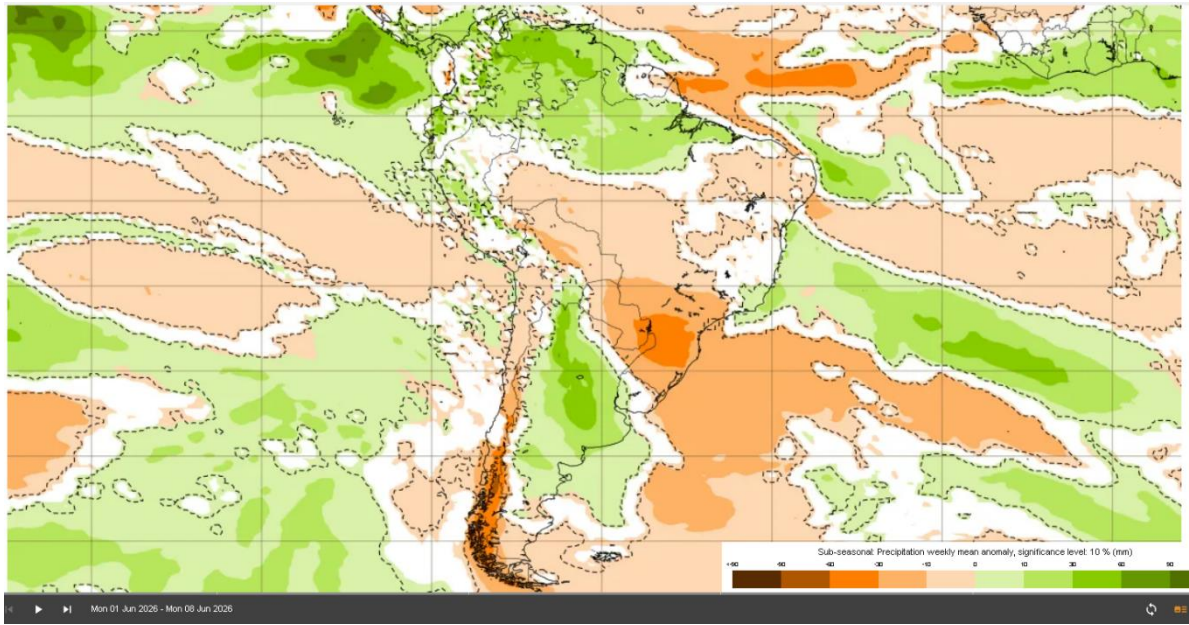 Sub-seasonal: Precipitation weekly mean anomaly, significance level: 10 % (mm)
-90 -60 -30 -10 0 10 30 60 90
Mon 01 Jun 2026 - Mon 08 Jun 2026